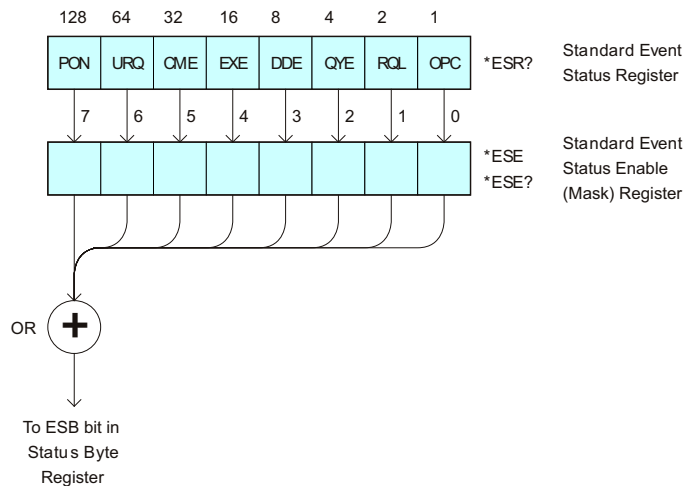 128 64 32 16 8 4 2 1
PON URQ CME EXE DDE QYE RQL OPC
*ESR?
Standard Event
Status Register
7 6 5 4 3 2 1 0
*ESE
*ESE?
Standard Event
Status Enable
(Mask) Register
OR
+
To ESB bit in
Status Byte
Register